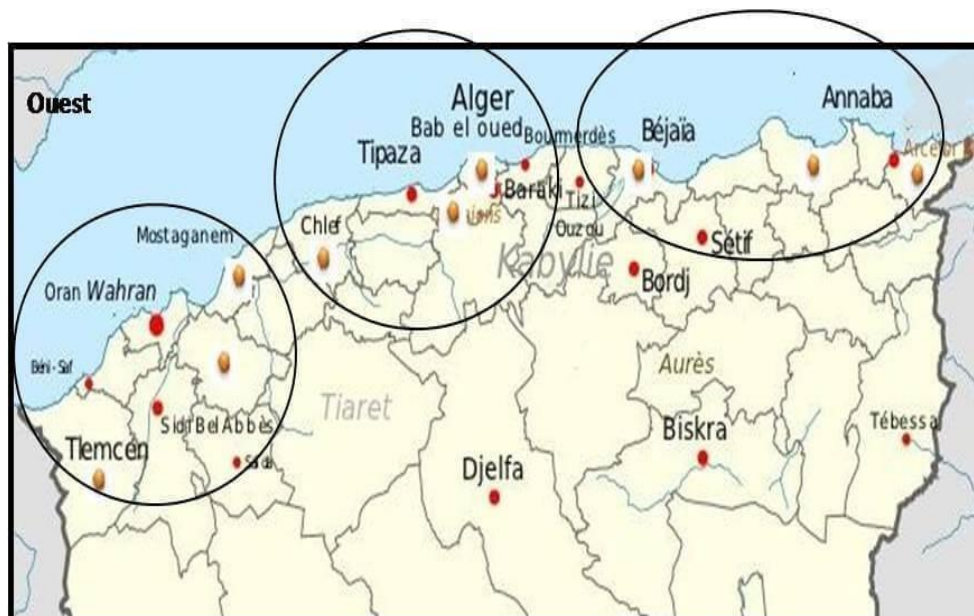 Ouest
Alger
Bab el oued
Boumerdès
Béjaïa
Annaba
Arcelor
Tipaza
Baraki
Tizi
Ouzou
Chlef
Mostaganem
Sétif
Kabylie
Bordj
Oran Wahran
Béni-Saf
Aurès
Tiaret
Sidi Bel Abbès
Tlemcen
Biskra
Tébessa
Djelfa